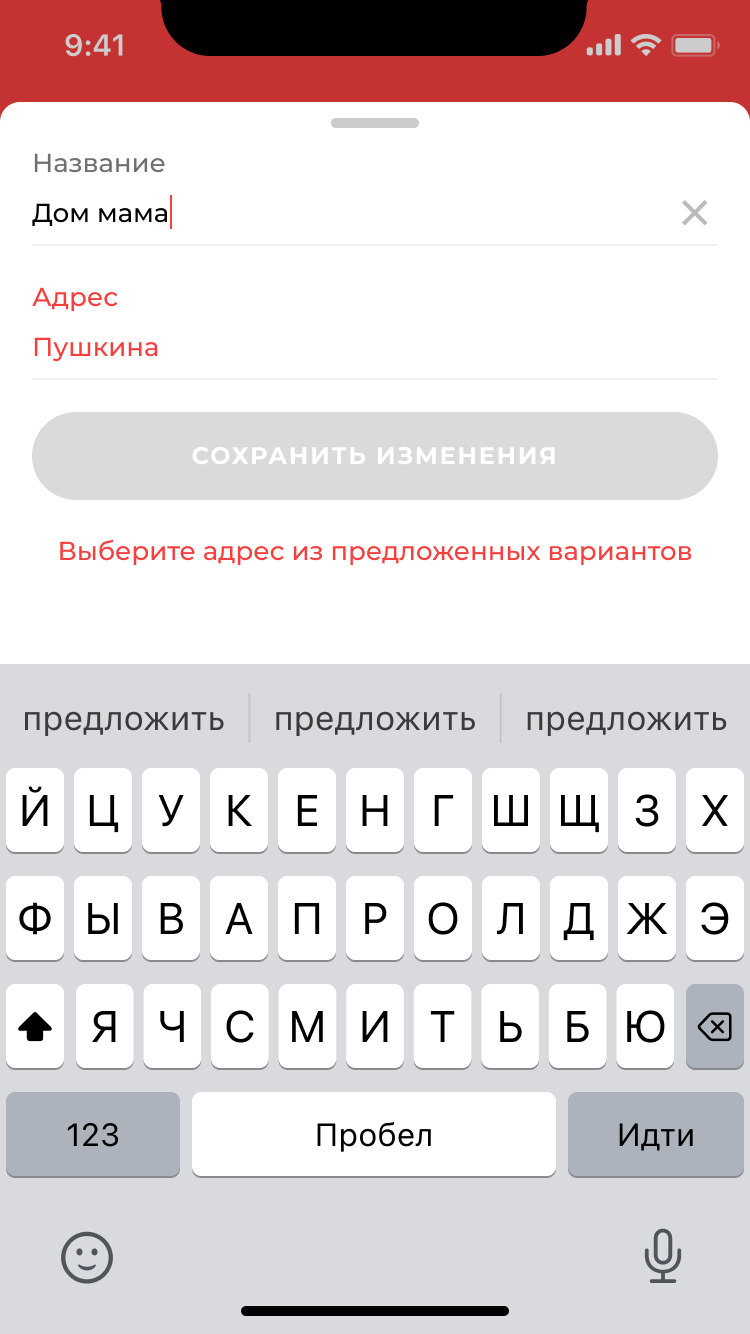 9:41
Название
Дом мама
Адрес
Пушкина
СОХРАНИТЬ ИЗМЕНЕНИЯ
Выберите адрес из предложенных вариантов
предложить предложить предложить
Й Ц У К Е Н Г Ш Щ З Х
Ф Ы В А П Р О Л Д Ж Э
Я Ч С М И Т Ь Б Ю
123 Пробел Идти